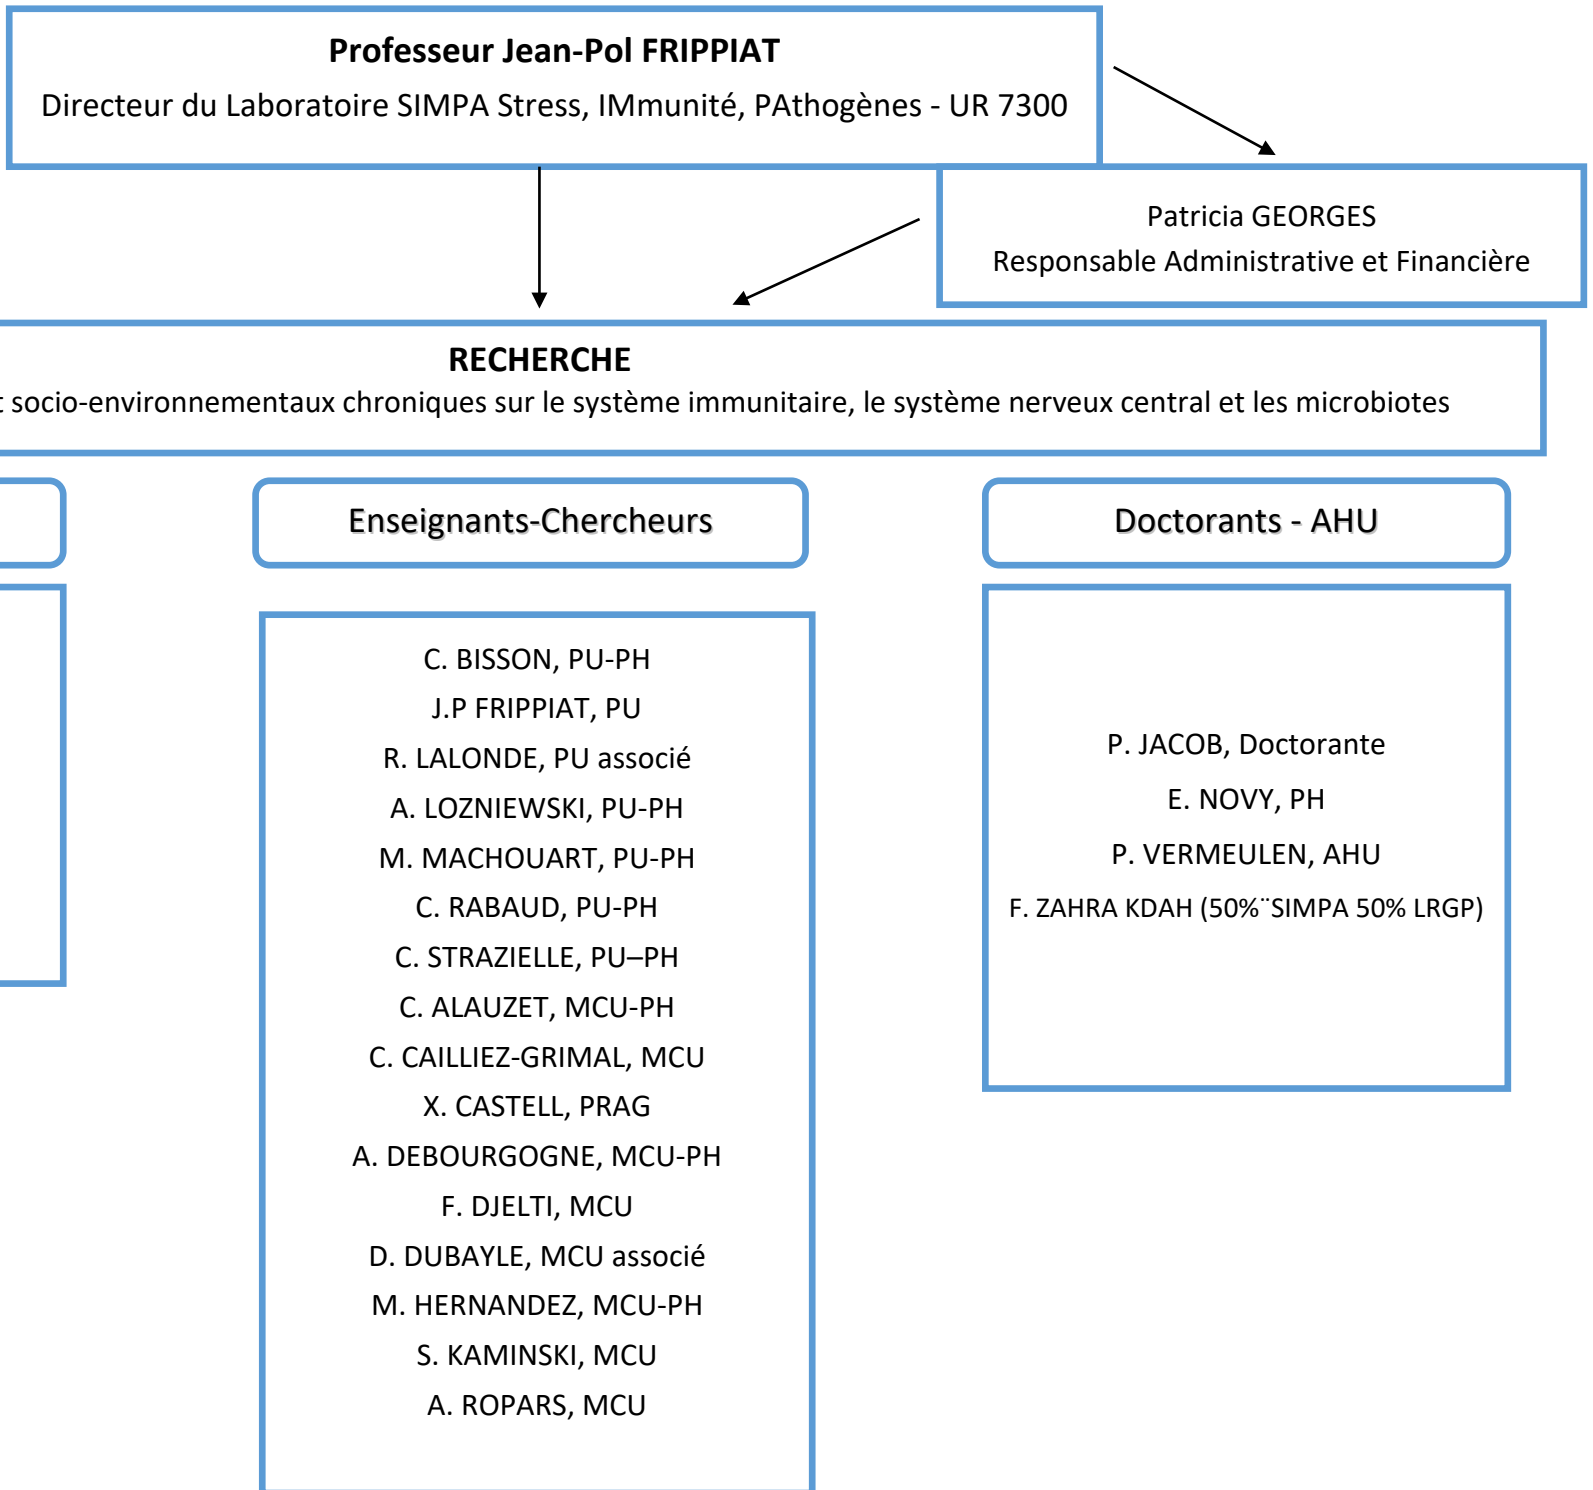 Professeur Jean-Pol FRIPPIAT
Directeur du Laboratoire SIMPA Stress, IMmunité, PAthogènes - UR 7300
Patricia GEORGES
Responsable Administrative et Financière
RECHERCHE
socio-environnementaux chroniques sur le système immunitaire, le système nerveux central et les microbiotes
Enseignants-Chercheurs
C. BISSON, PU-PH
J.P FRIPPIAT, PU
R. LALONDE, PU associé
A. LOZNIEWSKI, PU-PH
M. MACHOUART, PU-PH
C. RABAUD, PU-PH
C. STRAZIELLE, PU–PH
C. ALAUZET, MCU-PH
C. CAILLIEZ-GRIMAL, MCU
X. CASTELL, PRAG
A. DEBOURGOGNE, MCU-PH
F. DJELTI, MCU
D. DUBAYLE, MCU associé
M. HERNANDEZ, MCU-PH
S. KAMINSKI, MCU
A. ROPARS, MCU
Doctorants - AHU
P. JACOB, Doctorante
E. NOVY, PH
P. VERMEULEN, AHU
F. ZAHRA KDAH (50%¨SIMPA 50% LRGP)